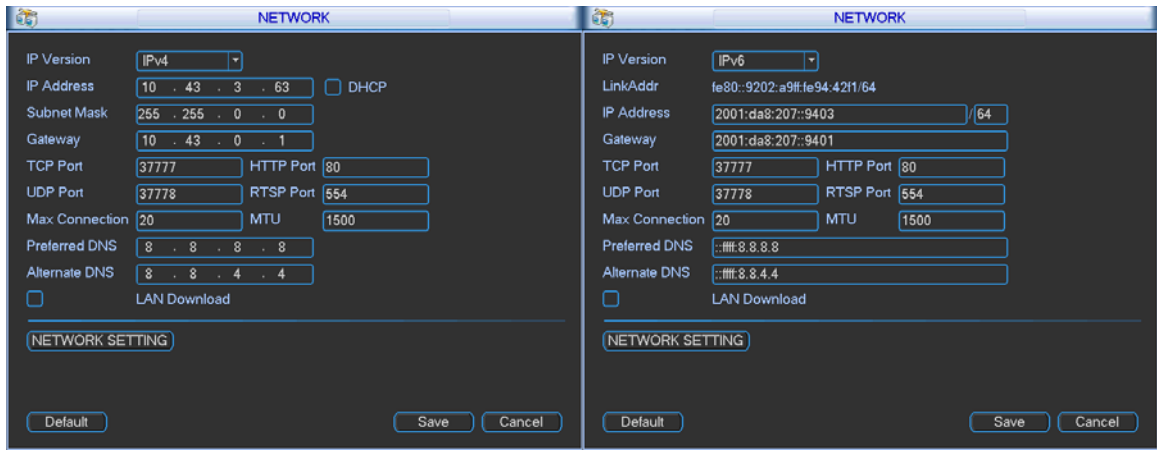 NETWORK
IP Version IPv4
IP Address 10 . 43 . 3 . 63 DHCP
Subnet Mask 255 . 255 . 0 . 0
Gateway 10 . 43 . 0 . 1
TCP Port 37777 HTTP Port 80
UDP Port 37778 RTSP Port 554
Max Connection 20 MTU 1500
Preferred DNS 8 . 8 . 8 . 8
Alternate DNS 8 . 8 . 4 . 4
LAN Download
NETWORK SETTING
Default Save Cancel
NETWORK
IP Version IPv6
LinkAddr fe80::9202:a9ff:fe94:42f1/64
IP Address 2001:da8:207::9403 / 64
Gateway 2001:da8:207::9401
TCP Port 37777 HTTP Port 80
UDP Port 37778 RTSP Port 554
Max Connection 20 MTU 1500
Preferred DNS ::ffff:8.8.8.8
Alternate DNS ::ffff:8.8.4.4
LAN Download
NETWORK SETTING
Default Save Cancel